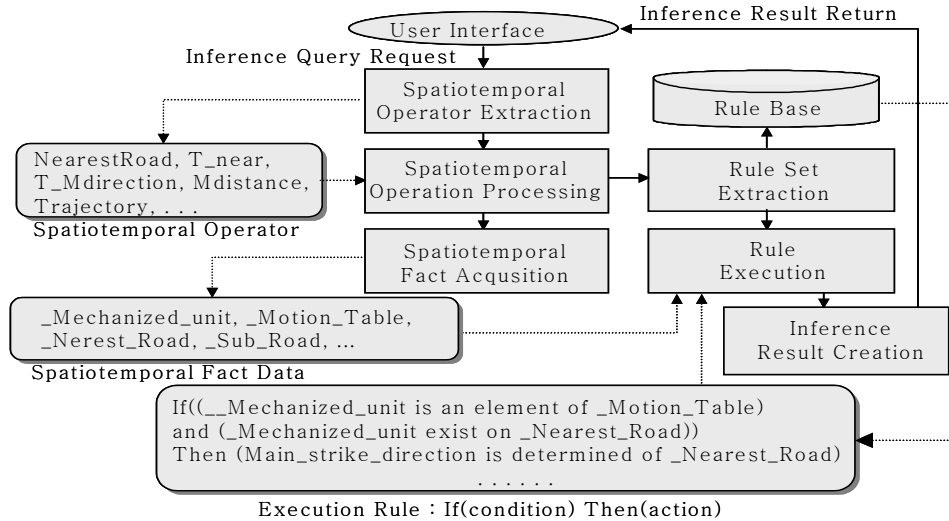 Inference Result Return
User Interface
Inference Query Request
Spatiotemporal
Operator Extraction
Rule Base
NearestRoad, T_near,
T_Mdirection, Mdistance,
Trajectory, . . .
Spatiotemporal Operator
Spatiotemporal
Operation Processing
Rule Set
Extraction
Spatiotemporal
Fact Acqusition
Rule
Execution
_Mechanized_unit, _Motion_Table,
_Nerest_Road, _Sub_Road, ...
Spatiotemporal Fact Data
Inference
Result Creation
If((__Mechanized_unit is an element of _Motion_Table)
and (_Mechanized_unit exist on _Nearest_Road))
Then (Main_strike_direction is determined of _Nearest_Road)
. . . . . .
Execution Rule : If(condition) Then(action)